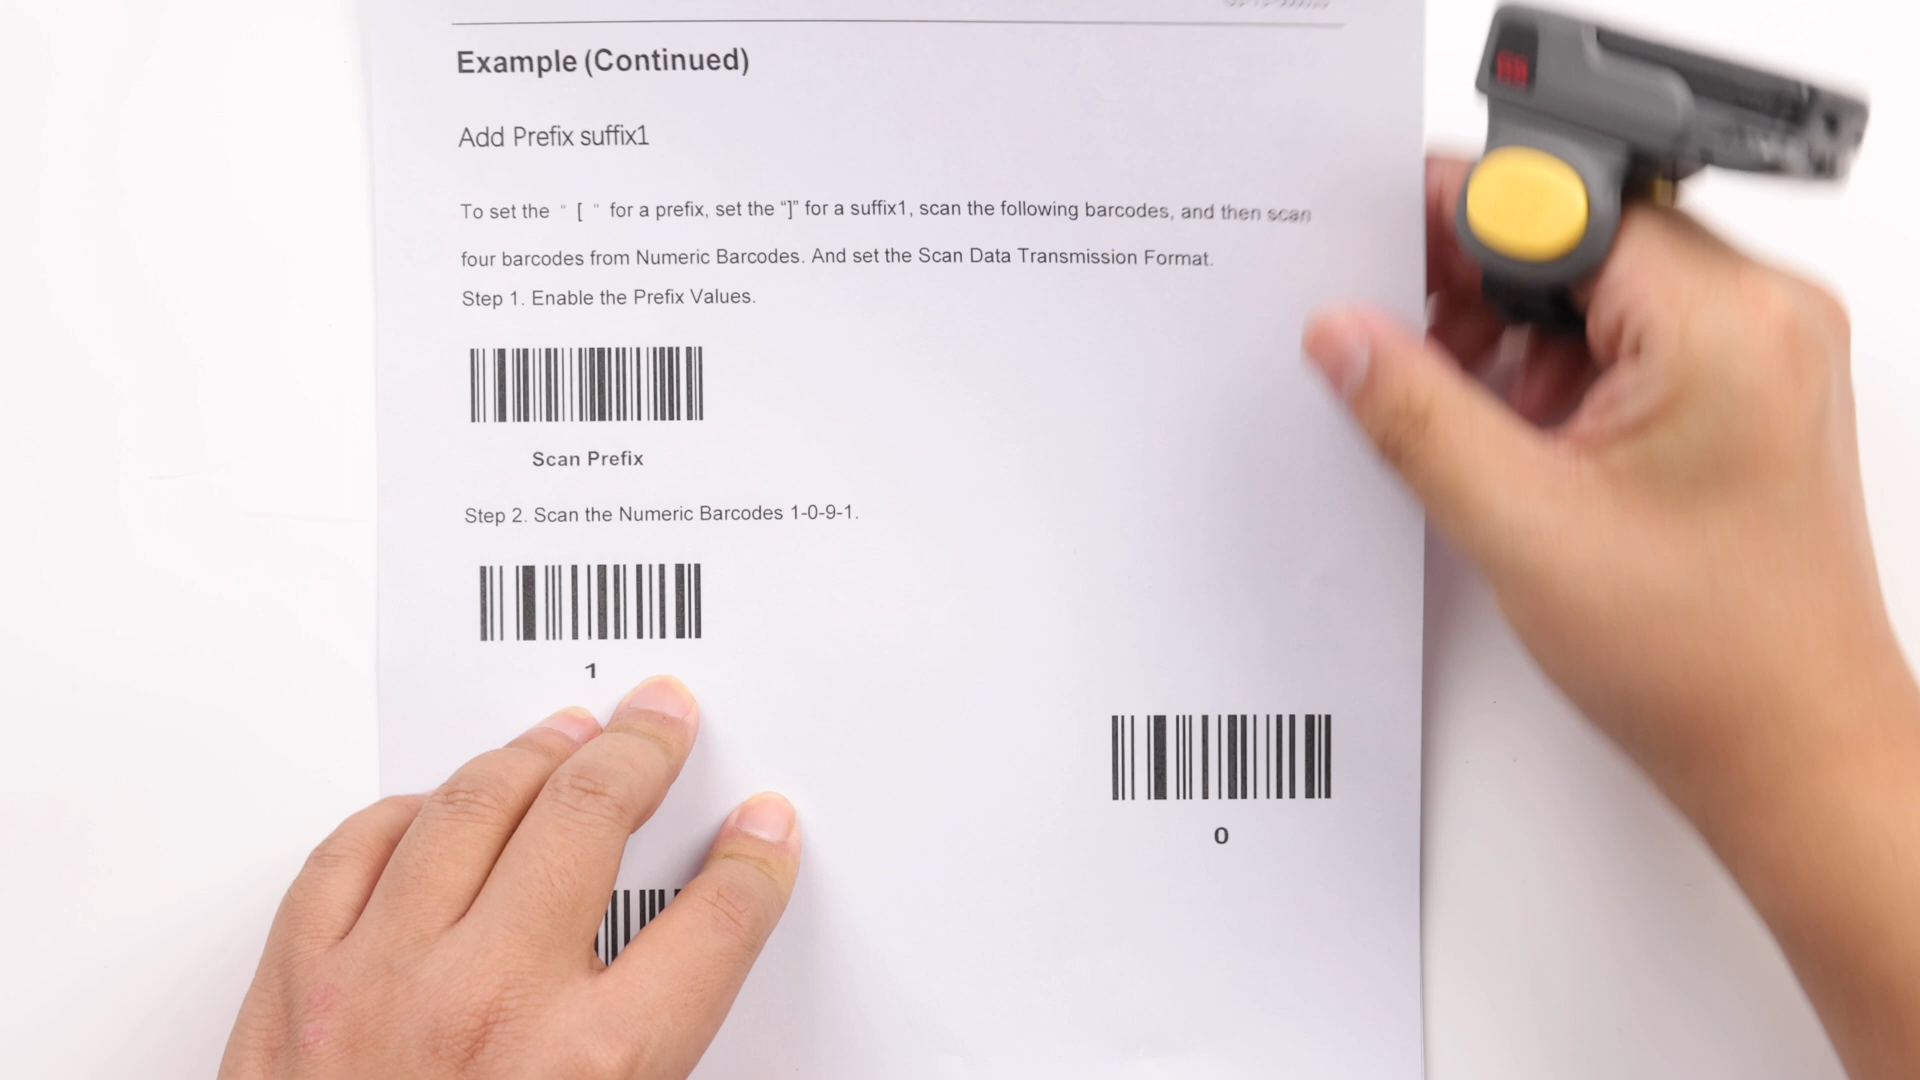 Example (Continued)
Add Prefix suffix1
To set the “ [ ” for a prefix, set the “]” for a suffix1, scan the following barcodes, and then scan
four barcodes from Numeric Barcodes. And set the Scan Data Transmission Format.
Step 1. Enable the Prefix Values.
Scan Prefix
Step 2. Scan the Numeric Barcodes 1-0-9-1.
1
0